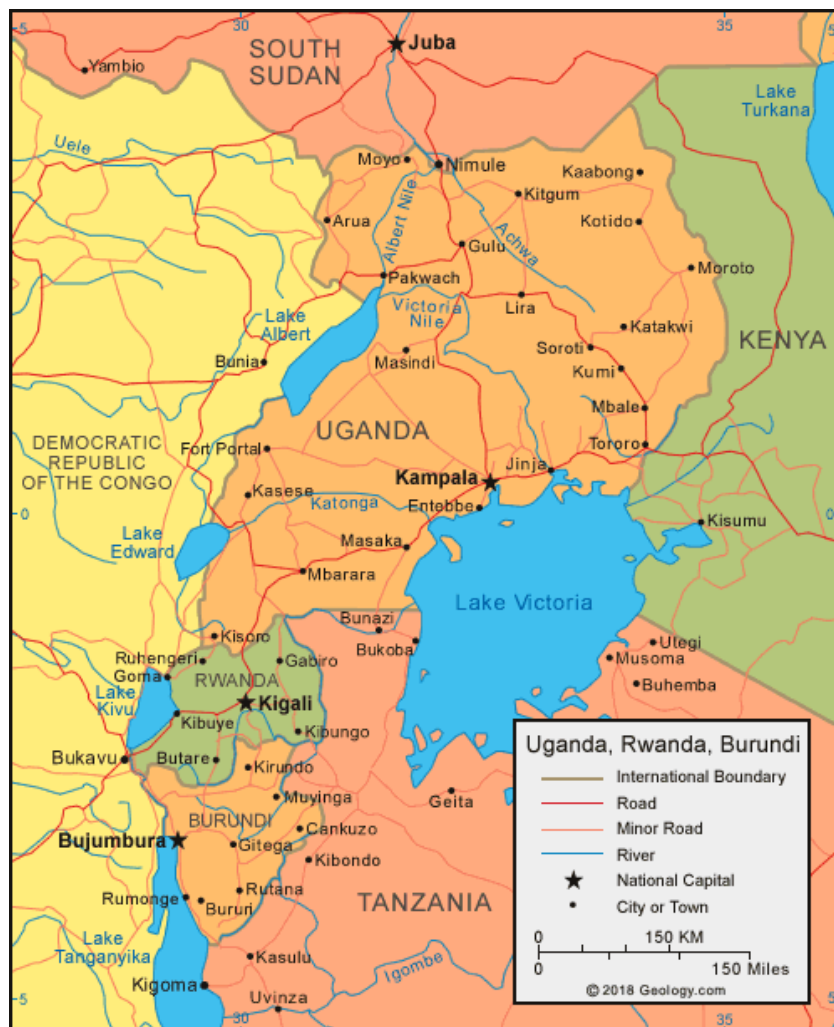 5
30
35
5
SOUTH
SUDAN
Juba
Yambio
Lake
Turkana
Uele
Moyo
Nimule
Kaabong
Kitgum
Albert Nile
Arua
Achwa
Kotido
Gulu
Moroto
Pakwach
Victoria
Nile
Lira
Lake
Albert
Katakwi
KENYA
Bunia
Masindi
Soroti
Kumi
Mbale
UGANDA
DEMOCRATIC
REPUBLIC
OF THE CONGO
Fort Portal
Tororo
Jinja
Kampala
Kasese
Katonga
Entebbe
0
0
Kisumu
Lake
Edward
Masaka
Mbarara
Lake Victoria
Bunazi
Kisoro
Bukoba
Utegi
Ruhengeri
Gabiro
Musoma
Goma
RWANDA
Buhemba
Lake
Kivu
Kigali
Kibuye
Kibungo
Bukavu
Butare
Kirundo
Muyinga
Geita
BURUNDI
Cankuzo
Bujumbura
Gitega
Kibondo
Rutana
Rumonge
Bururi
TANZANIA
Lake
Tanganyika
Kasulu
Igombe
Kigoma
Uvinza
5
30
35
5
Uganda, Rwanda, Burundi
International Boundary
Road
Minor Road
River
National Capital
City or Town
0 150 KM
0 150 Miles
© 2018 Geology.com